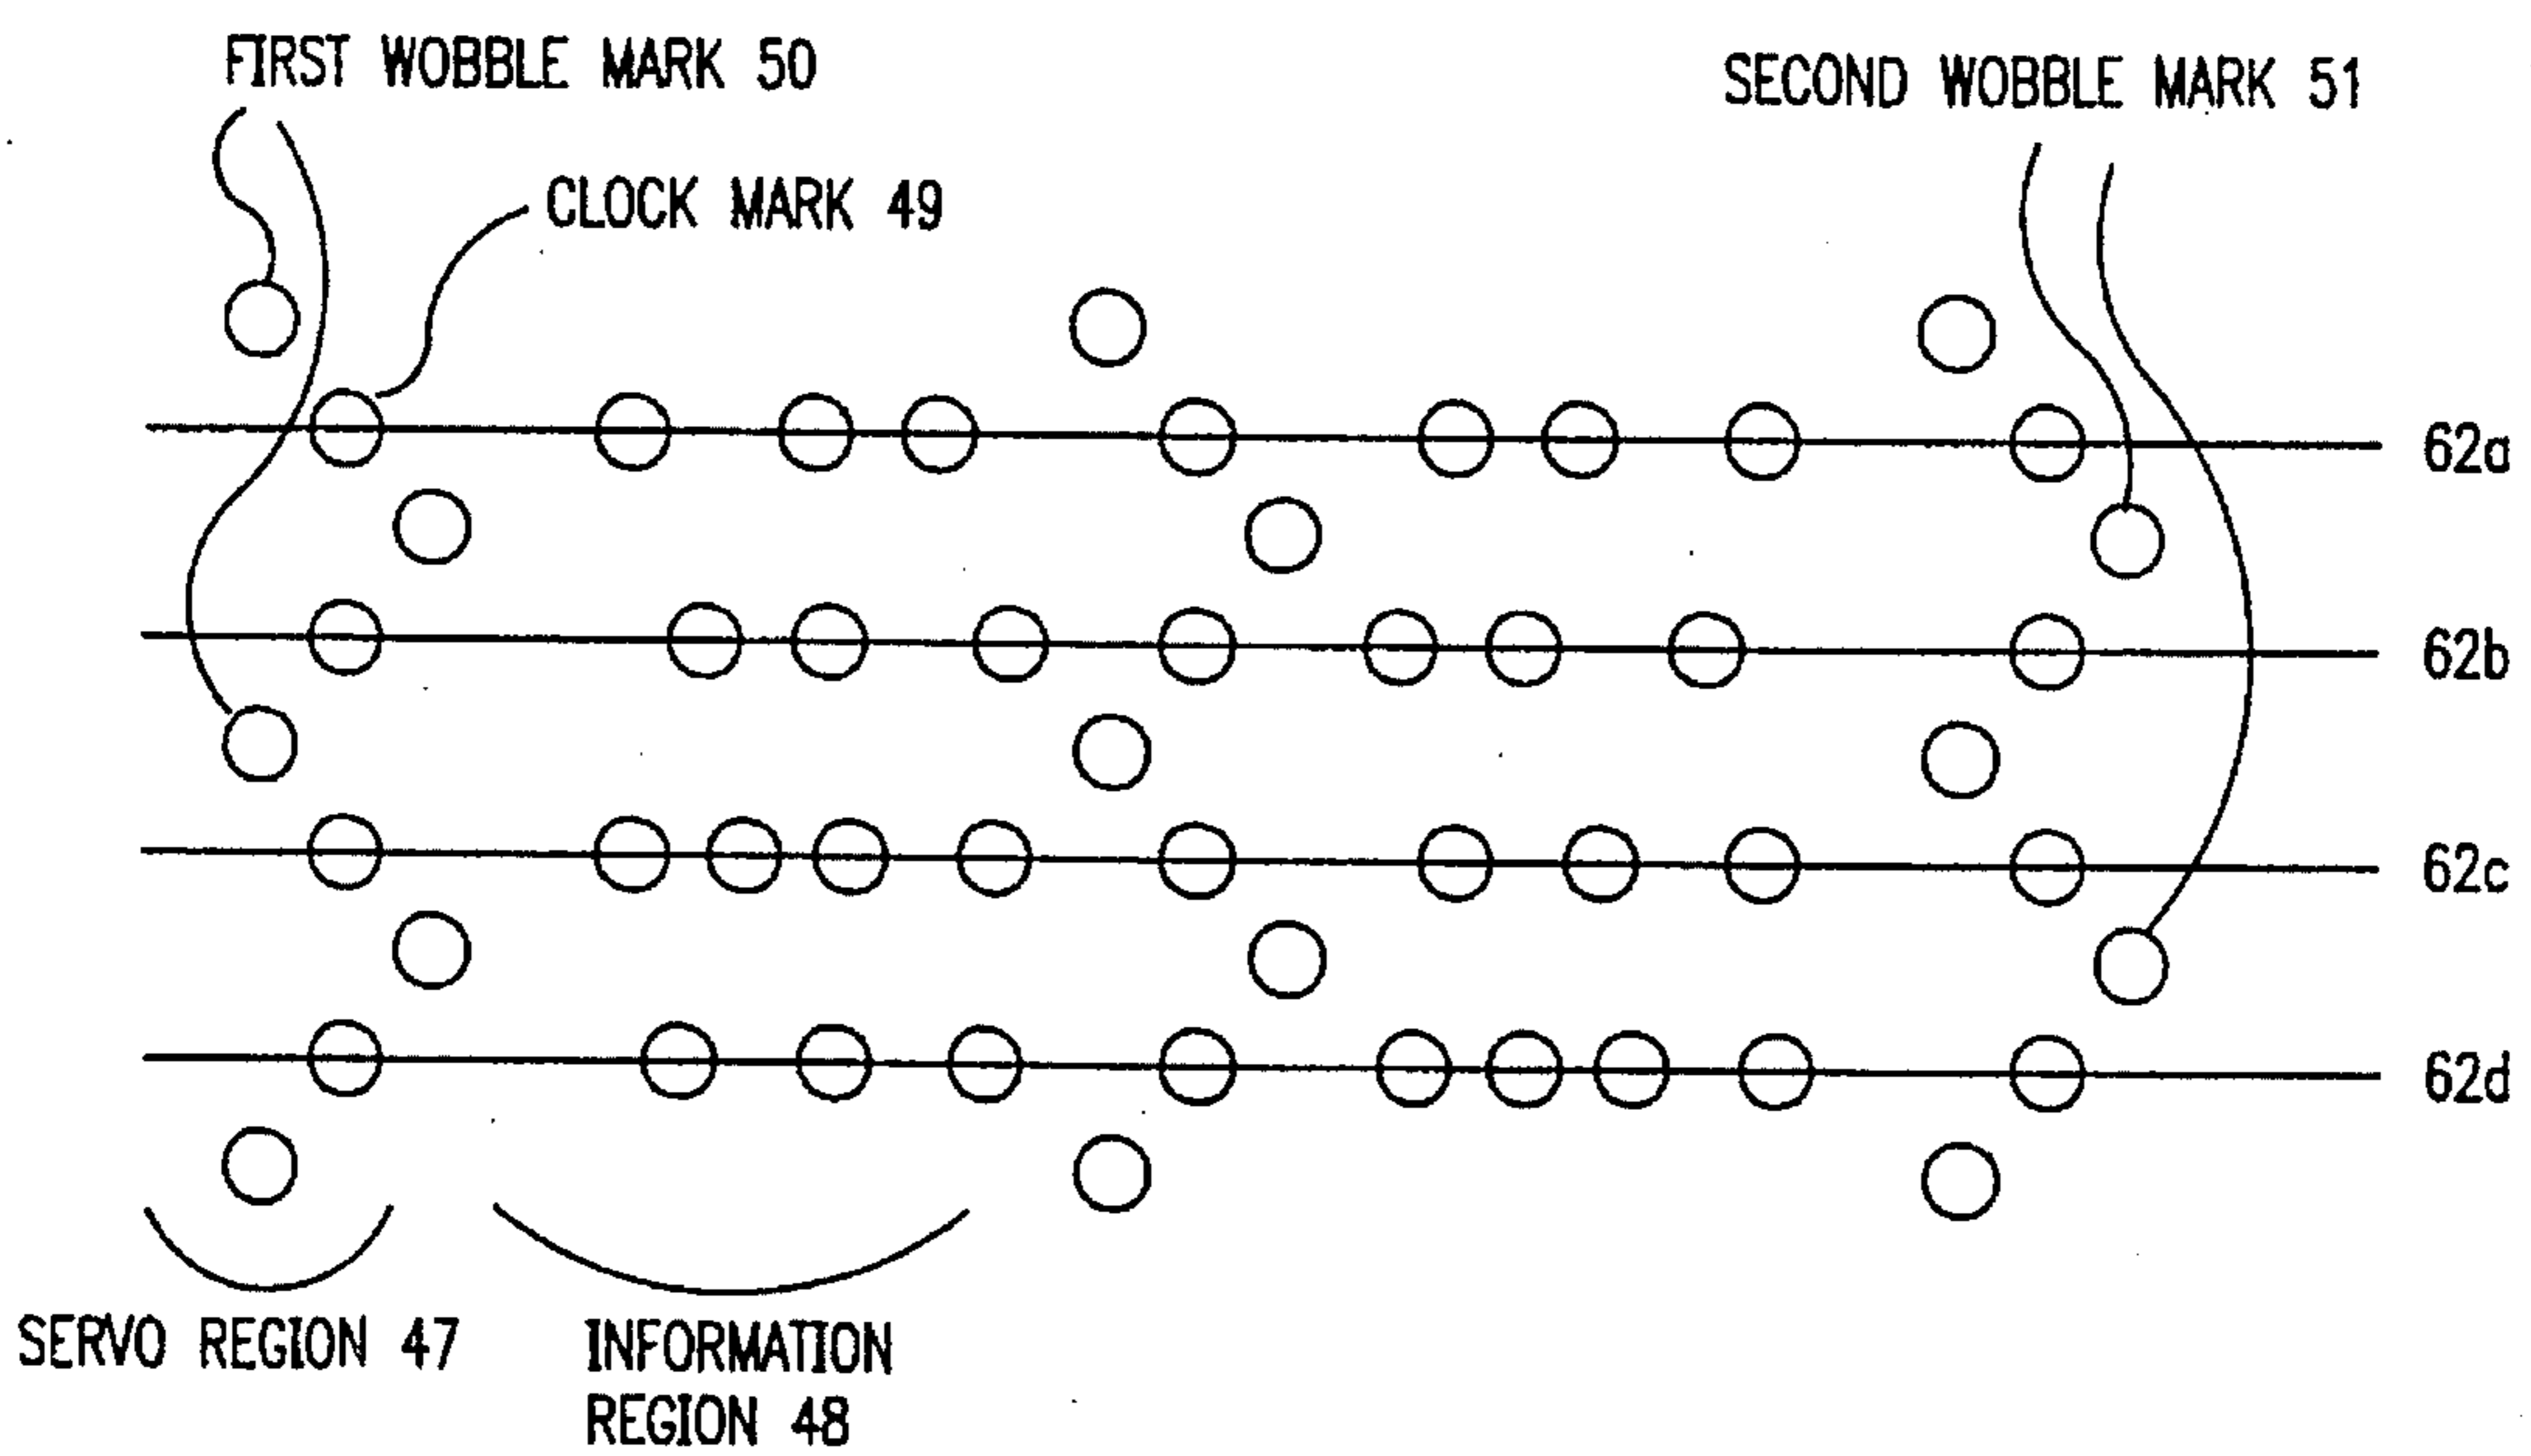 FIRST WOBBLE MARK 50
SECOND WOBBLE MARK 51
CLOCK MARK 49
62a
62b
62c
62d
SERVO REGION 47
INFORMATION
REGION 48